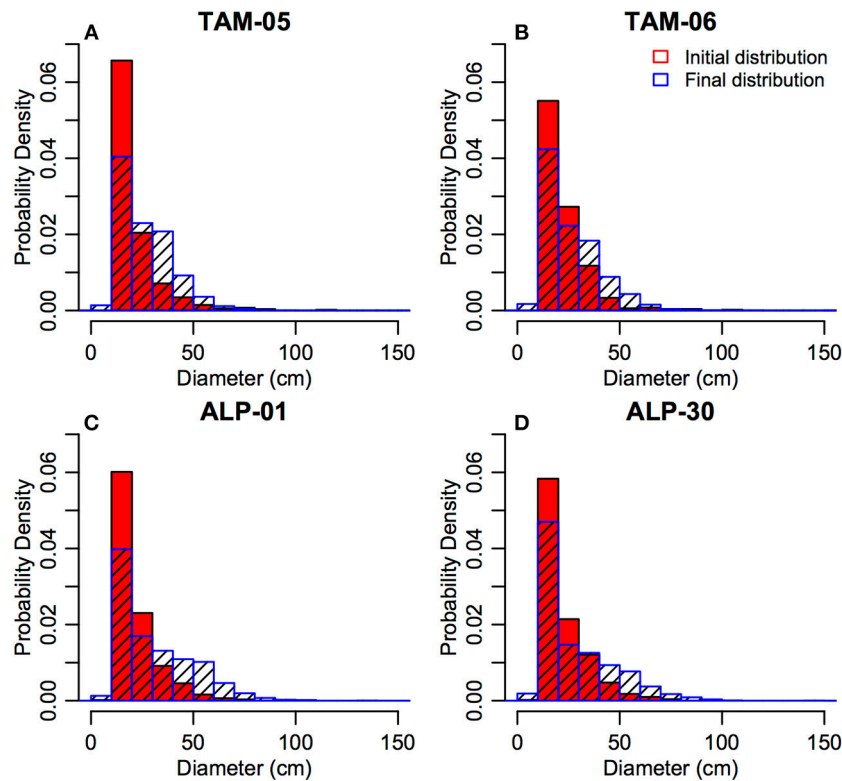 A TAM-05
Probability Density
0.00 0.02 0.04 0.06
0 50 100 150
Diameter (cm)
B TAM-06
Initial distribution
Final distribution
Probability Density
0.00 0.02 0.04 0.06
0 50 100 150
Diameter (cm)
C ALP-01
Probability Density
0.00 0.02 0.04 0.06
0 50 100 150
Diameter (cm)
D ALP-30
Probability Density
0.00 0.02 0.04 0.06
0 50 100 150
Diameter (cm)